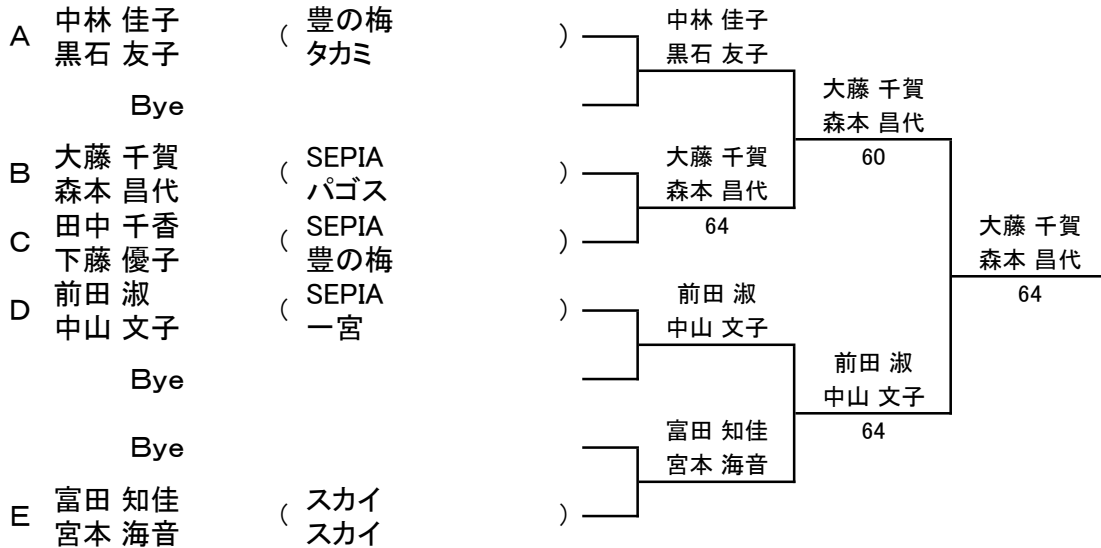 A 中林 佳子 ( 豊の梅 )
黒石 友子 タカミ
Bye
B 大藤 千賀 ( SEPIA )
森本 昌代 パゴス
C 田中 千香 ( SEPIA )
下藤 優子 豊の梅
D 前田 淑 ( SEPIA )
中山 文子 一宮
Bye
Bye
E 富田 知佳 ( スカイ )
宮本 海音 スカイ
中林 佳子
黒石 友子
大藤 千賀
森本 昌代
64
前田 淑
中山 文子
富田 知佳
宮本 海音
大藤 千賀
森本 昌代
60
前田 淑
中山 文子
64
大藤 千賀
森本 昌代
64